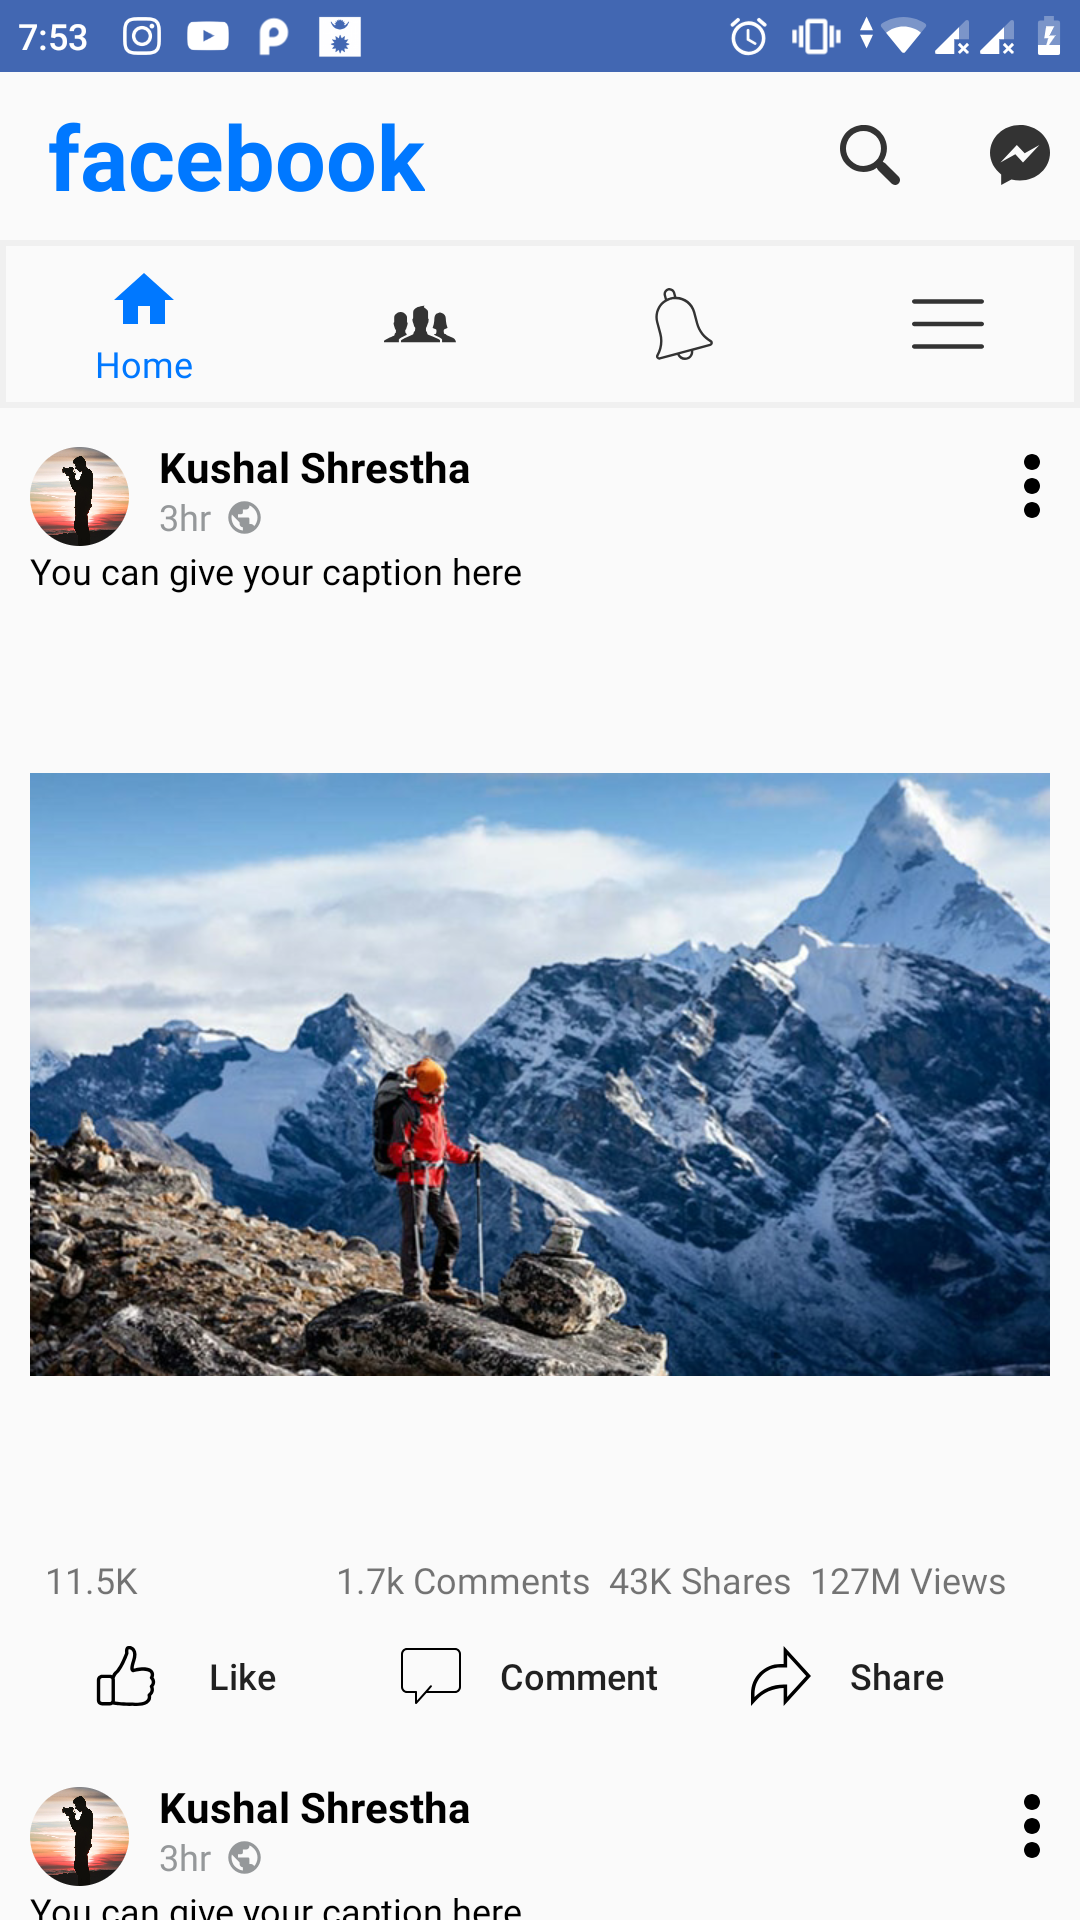 7:53
facebook
Home
Kushal Shrestha
3hr
You can give your caption here
11.5K 1.7k Comments 43K Shares 127M Views
Like Comment Share
Kushal Shrestha
3hr
You can give your caption here